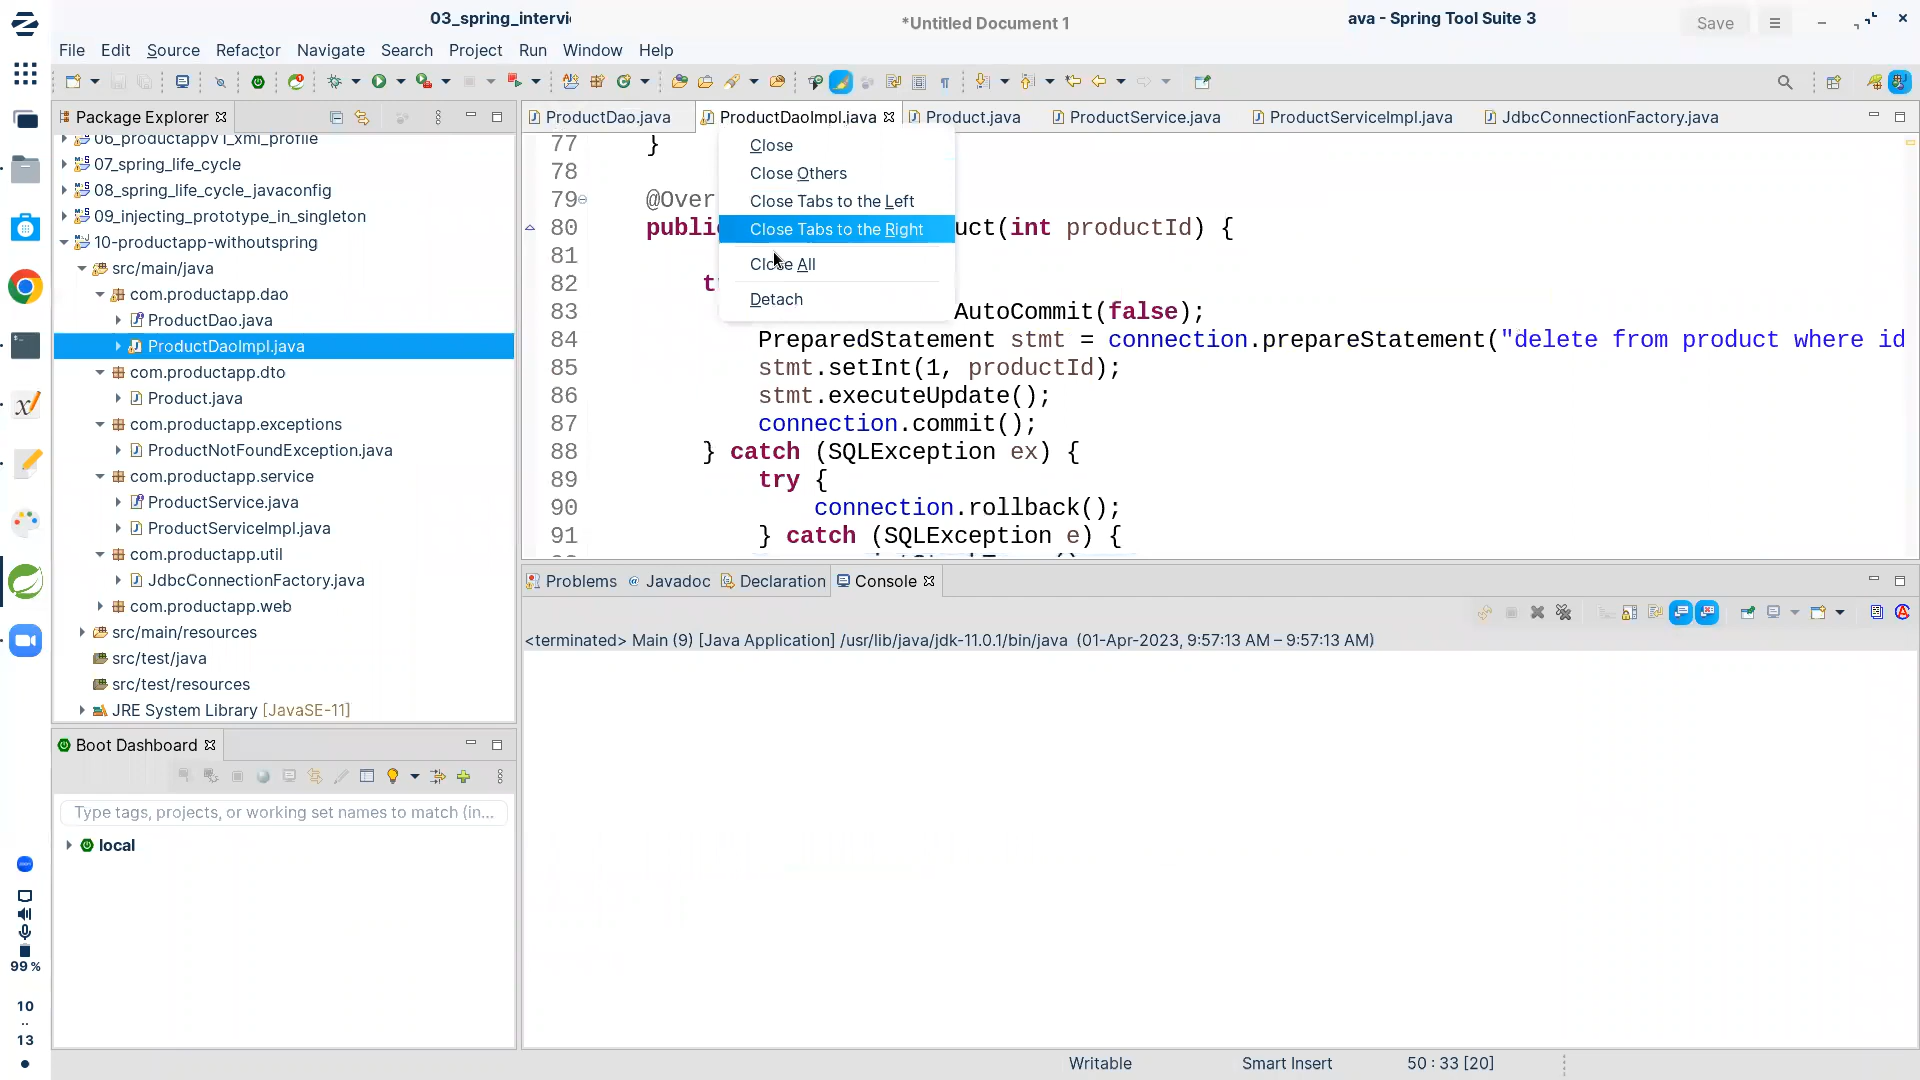 03_spring_intervi
*Untitled Document 1
ava - Spring Tool Suite 3
Save
File Edit Source Refactor Navigate Search Project Run Window Help
Package Explorer
06_productappv1_xml_profile
07_spring_life_cycle
08_spring_life_cycle_javaconfig
09_injecting_prototype_in_singleton
10-productapp-withoutspring
src/main/java
com.productapp.dao
ProductDao.java
ProductDaoImpl.java
com.productapp.dto
Product.java
com.productapp.exceptions
ProductNotFoundException.java
com.productapp.service
ProductService.java
ProductServiceImpl.java
com.productapp.util
JdbcConnectionFactory.java
com.productapp.web
src/main/resources
src/test/java
src/test/resources
JRE System Library [JavaSE-11]
Boot Dashboard
Type tags, projects, or working set names to match (in...
local
ProductDao.java ProductDaoImpl.java Product.java ProductService.java ProductServiceImpl.java JdbcConnectionFactory.java
77 }
78
79 @Over
80 publi uct(int productId) {
81
82 t
83 AutoCommit(false);
84 PreparedStatement stmt = connection.prepareStatement("delete from product where id
85 stmt.setInt(1, productId);
86 stmt.executeUpdate();
87 connection.commit();
88 } catch (SQLException ex) {
89 try {
90 connection.rollback();
91 } catch (SQLException e) {
Close
Close Others
Close Tabs to the Left
Close Tabs to the Right
Close All
Detach
Problems @ Javadoc Declaration Console
<terminated> Main (9) [Java Application] /usr/lib/java/jdk-11.0.1/bin/java (01-Apr-2023, 9:57:13 AM – 9:57:13 AM)
99 %
10
..
13
Writable Smart Insert 50 : 33 [20]